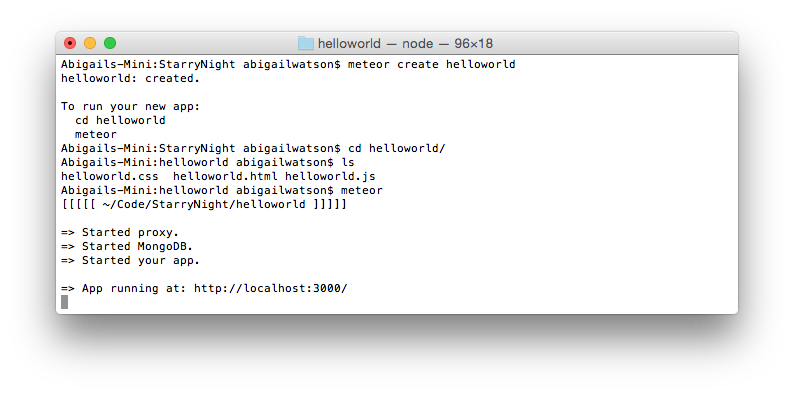 helloworld — node — 96×18
Abigails-Mini:StarryNight abigailwatson$ meteor create helloworld
helloworld: created.
To run your new app:
  cd helloworld
  meteor
Abigails-Mini:StarryNight abigailwatson$ cd helloworld/
Abigails-Mini:helloworld abigailwatson$ ls
helloworld.css  helloworld.html helloworld.js
Abigails-Mini:helloworld abigailwatson$ meteor
[[[[[ ~/Code/StarryNight/helloworld ]]]]]
=> Started proxy.
=> Started MongoDB.
=> Started your app.
=> App running at: http://localhost:3000/